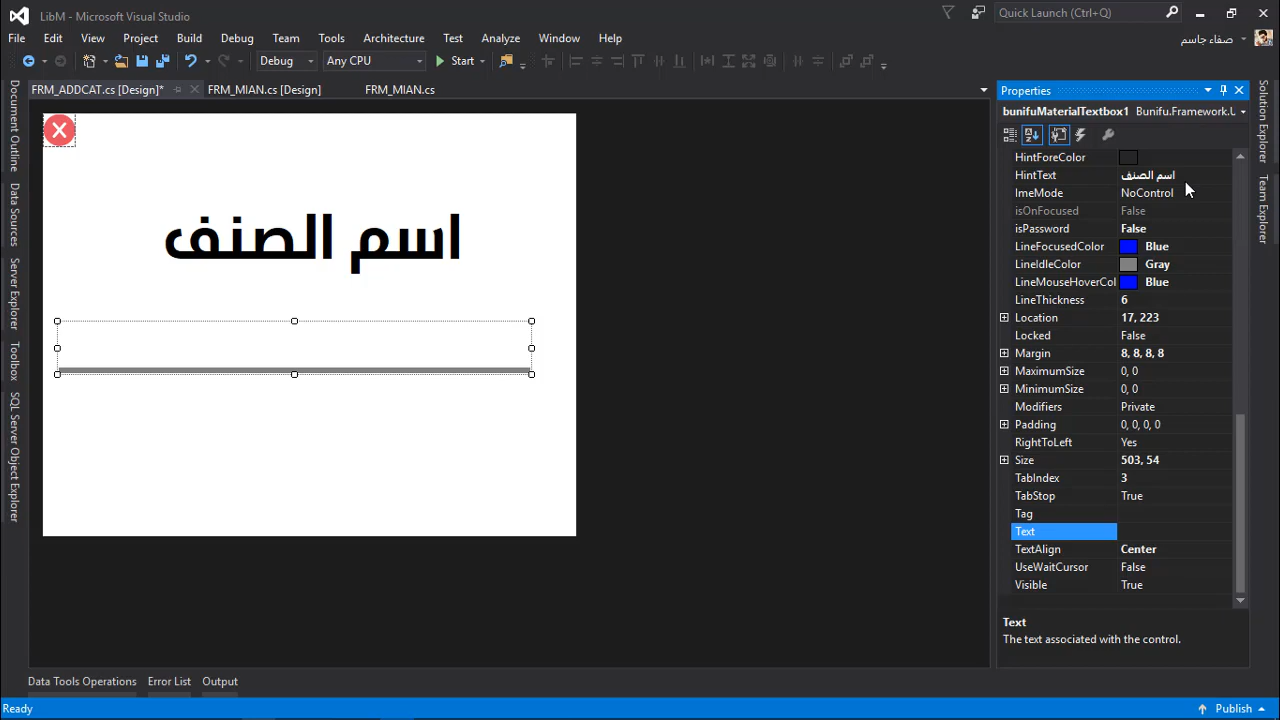 LibM - Microsoft Visual Studio
Quick Launch (Ctrl+Q)
File Edit View Project Build Debug Team Tools Architecture Test Analyze Window Help
صفاء جاسم
Debug Any CPU Start
FRM_ADDCAT.cs [Design]* FRM_MIAN.cs [Design] FRM_MIAN.cs
Document Outline
Data Sources
Server Explorer
Toolbox
SQL Server Object Explorer
اسم الصنف
Properties
bunifuMaterialTextbox1 Bunifu.Framework.U
HintForeColor
HintText اسم الصنف
ImeMode NoControl
isOnFocused False
isPassword False
LineFocusedColor Blue
LineIdleColor Gray
LineMouseHoverCol Blue
LineThickness 6
Location 17, 223
Locked False
Margin 8, 8, 8, 8
MaximumSize 0, 0
MinimumSize 0, 0
Modifiers Private
Padding 0, 0, 0, 0
RightToLeft Yes
Size 503, 54
TabIndex 3
TabStop True
Tag
Text
TextAlign Center
UseWaitCursor False
Visible True
Text
The text associated with the control.
Solution Explorer
Team Explorer
Data Tools Operations Error List Output
Ready
Publish